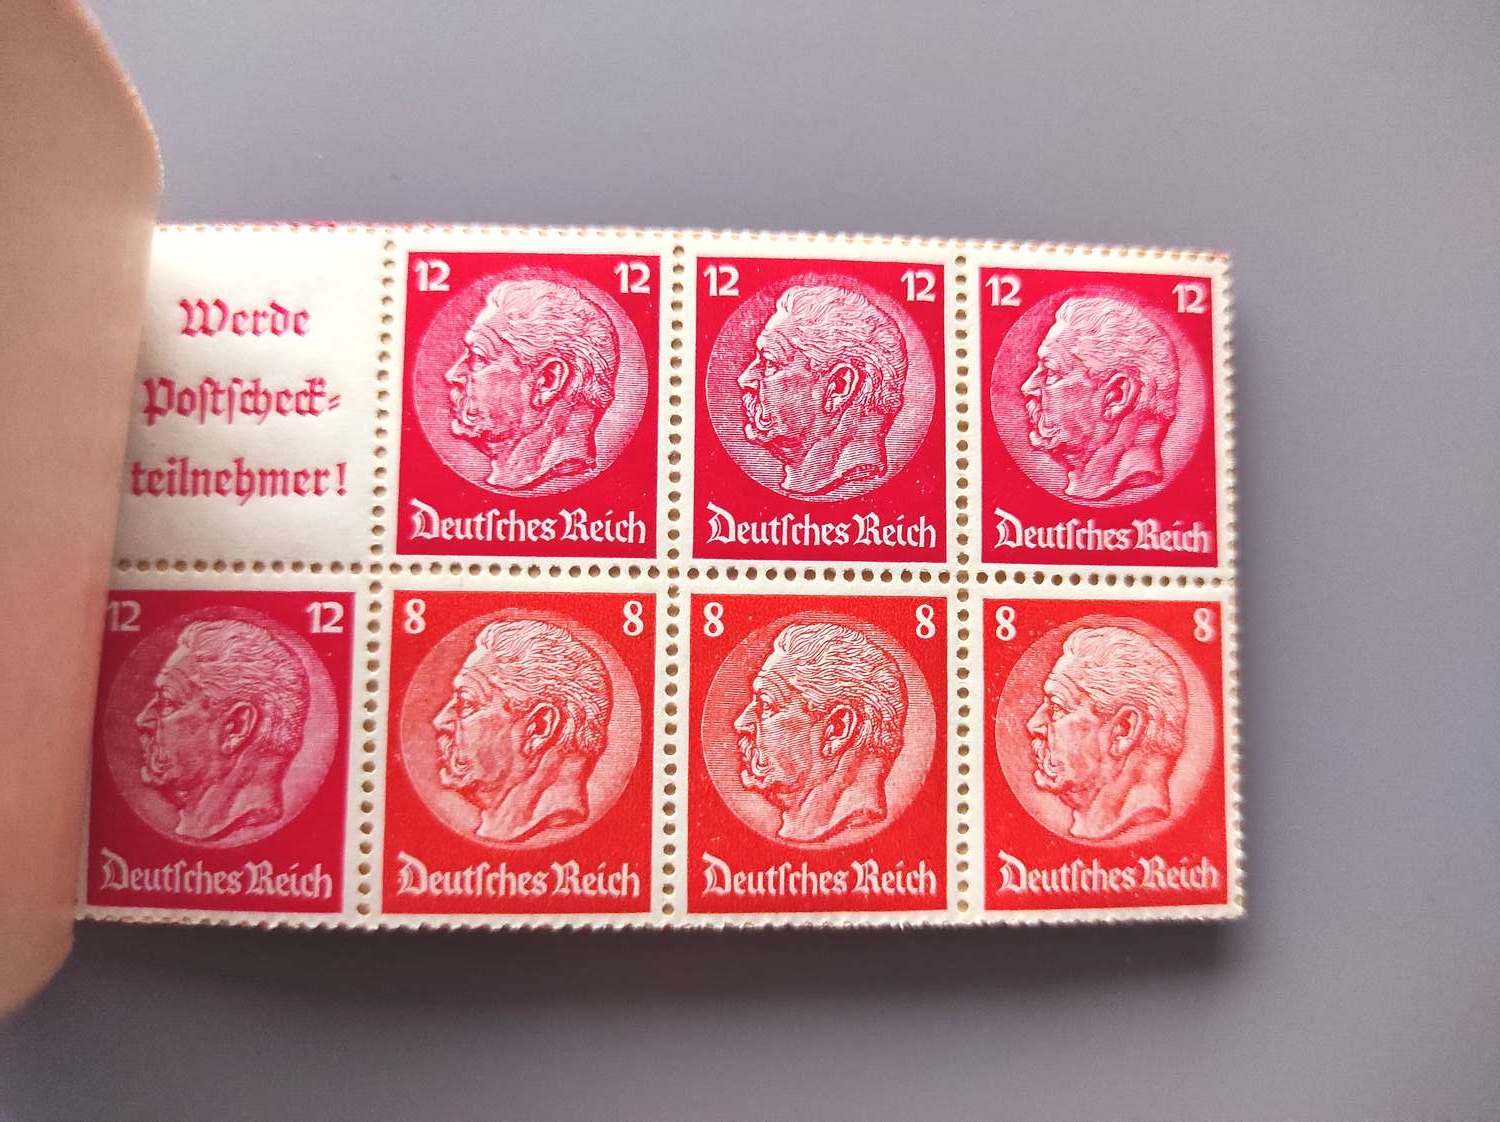 Werde
Poſtſcheck-
teilnehmer!
12 12
Deutſches Reich
12 12
Deutſches Reich
12 12
Deutſches Reich
12 12
Deutſches Reich
8 8
Deutſches Reich
8 8
Deutſches Reich
8 8
Deutſches Reich